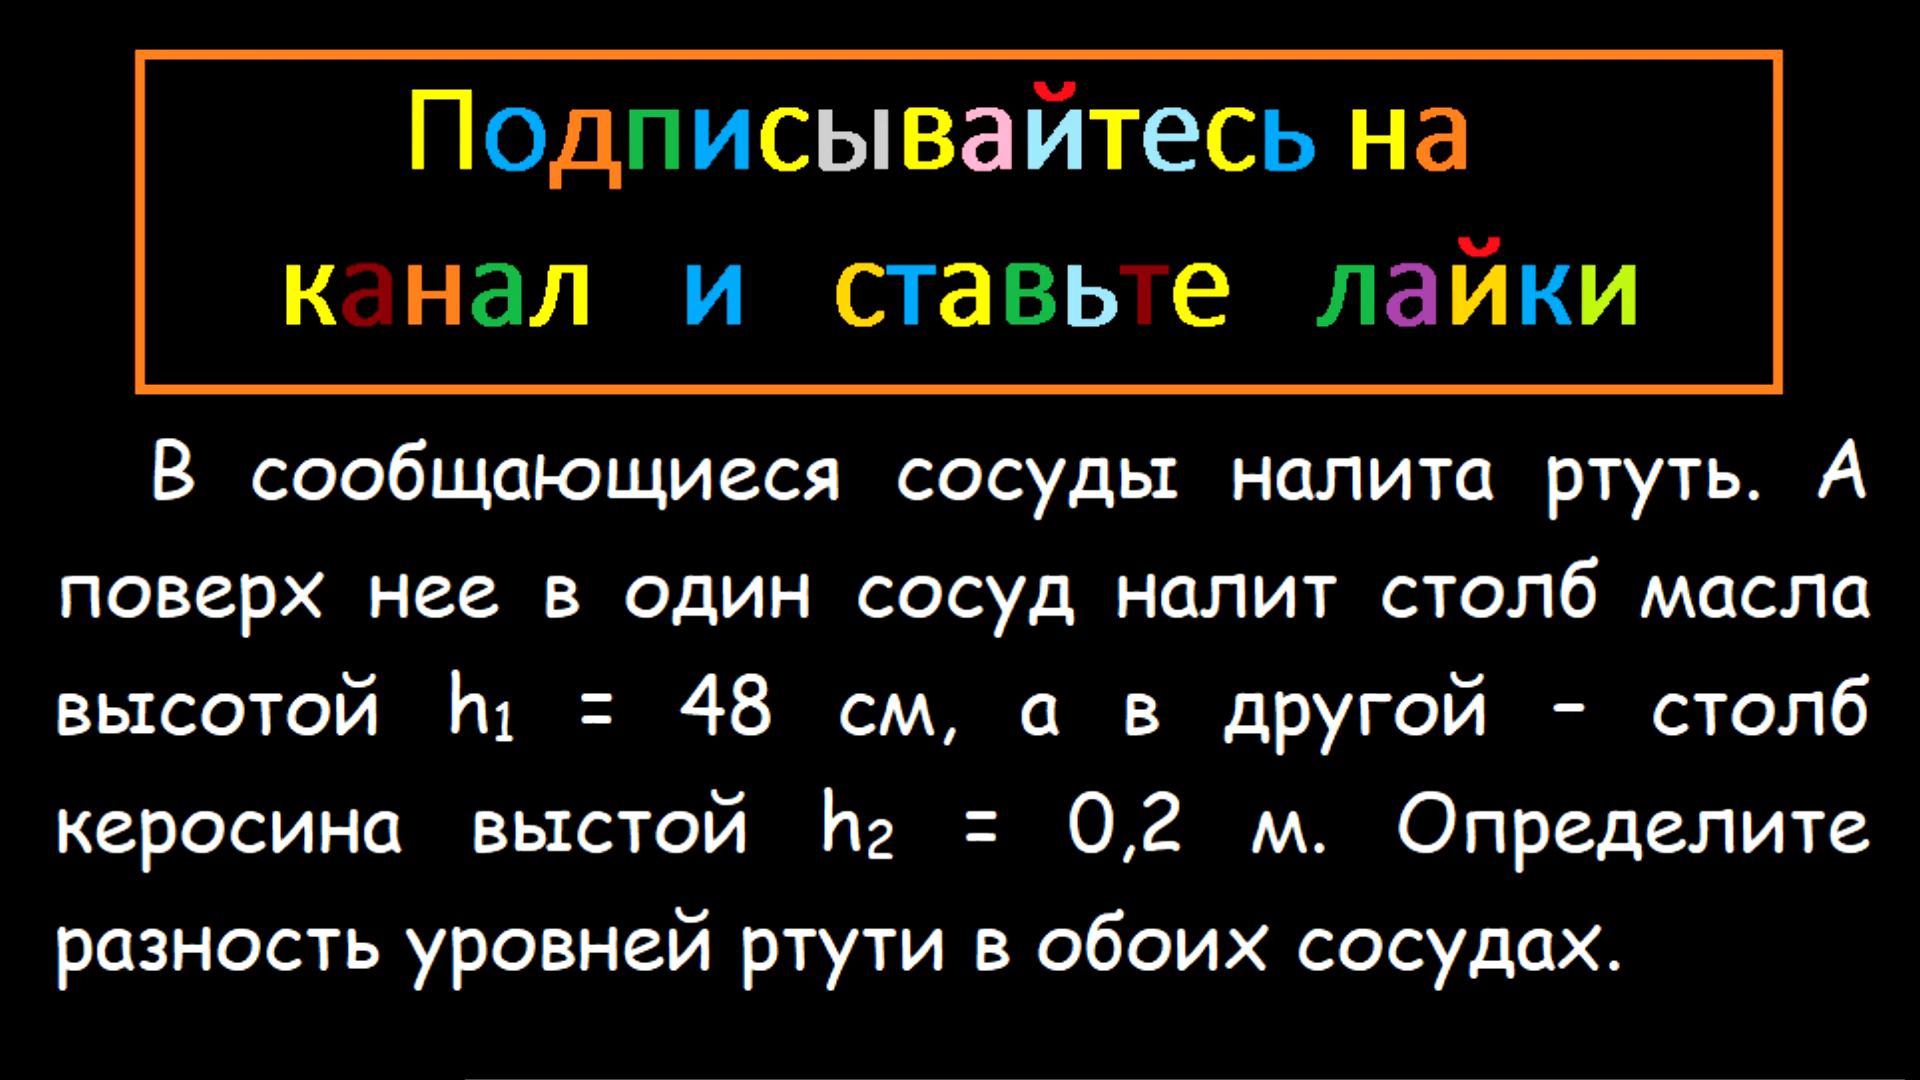 Подписывайтесь на
канал и ставьте лайки
В сообщающиеся сосуды налита ртуть. А
поверх нее в один сосуд налит столб масла
высотой h₁ = 48 см, а в другой – столб
керосина выстой h₂ = 0,2 м. Определите
разность уровней ртути в обоих сосудах.